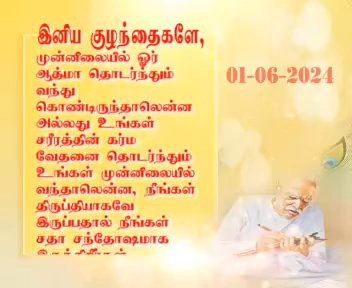 இனிய குழந்தைகளே,
முன்னிலையில் ஓர்
ஆத்மா தொடர்ந்தும்
வந்து
கொண்டிருந்தாலென்ன
அல்லது உங்கள்
சரீரத்தின் கர்ம
வேதனை தொடர்ந்தும்
உங்கள் முன்னிலையில்
வந்தாலென்ன, நீங்கள்
திருப்தியாகவே
இருப்பதால் நீங்கள்
சதா சந்தோஷமாக
01-06-2024